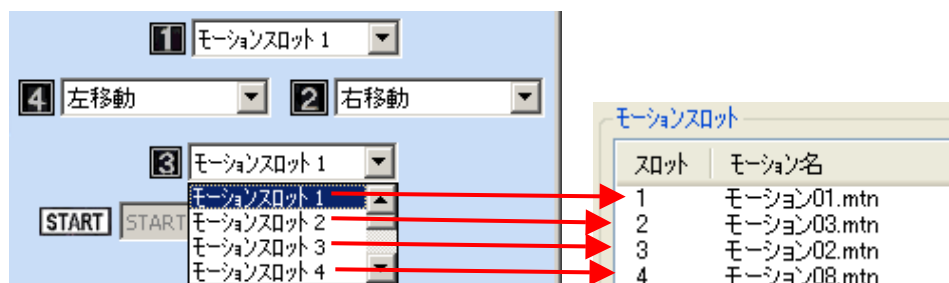 1 モーションスロット 1
4 左移動 2 右移動
3 モーションスロット 1
モーションスロット 1
モーションスロット 2
モーションスロット 3
モーションスロット 4
START START
モーションスロット
スロット モーション名
1 モーション01.mtn
2 モーション03.mtn
3 モーション02.mtn
4 モーション08.mtn